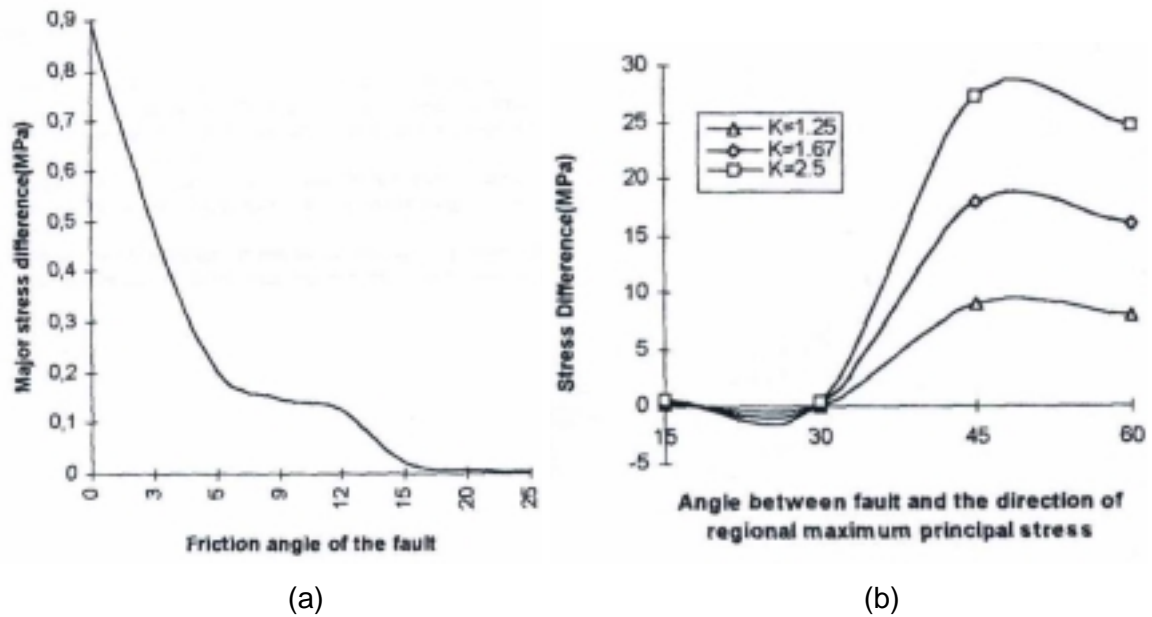 0,9
0,8
0,7
0,6
0,5
0,4
0,3
0,2
0,1
0
Major stress difference(MPa)
0 3 6 9 12 15 20 25
Friction angle of the fault
(a)
30
25
20
15
10
5
0
-5
Stress Difference(MPa)
K=1.25
K=1.67
K=2.5
15 30 45 60
Angle between fault and the direction of
regional maximum principal stress
(b)